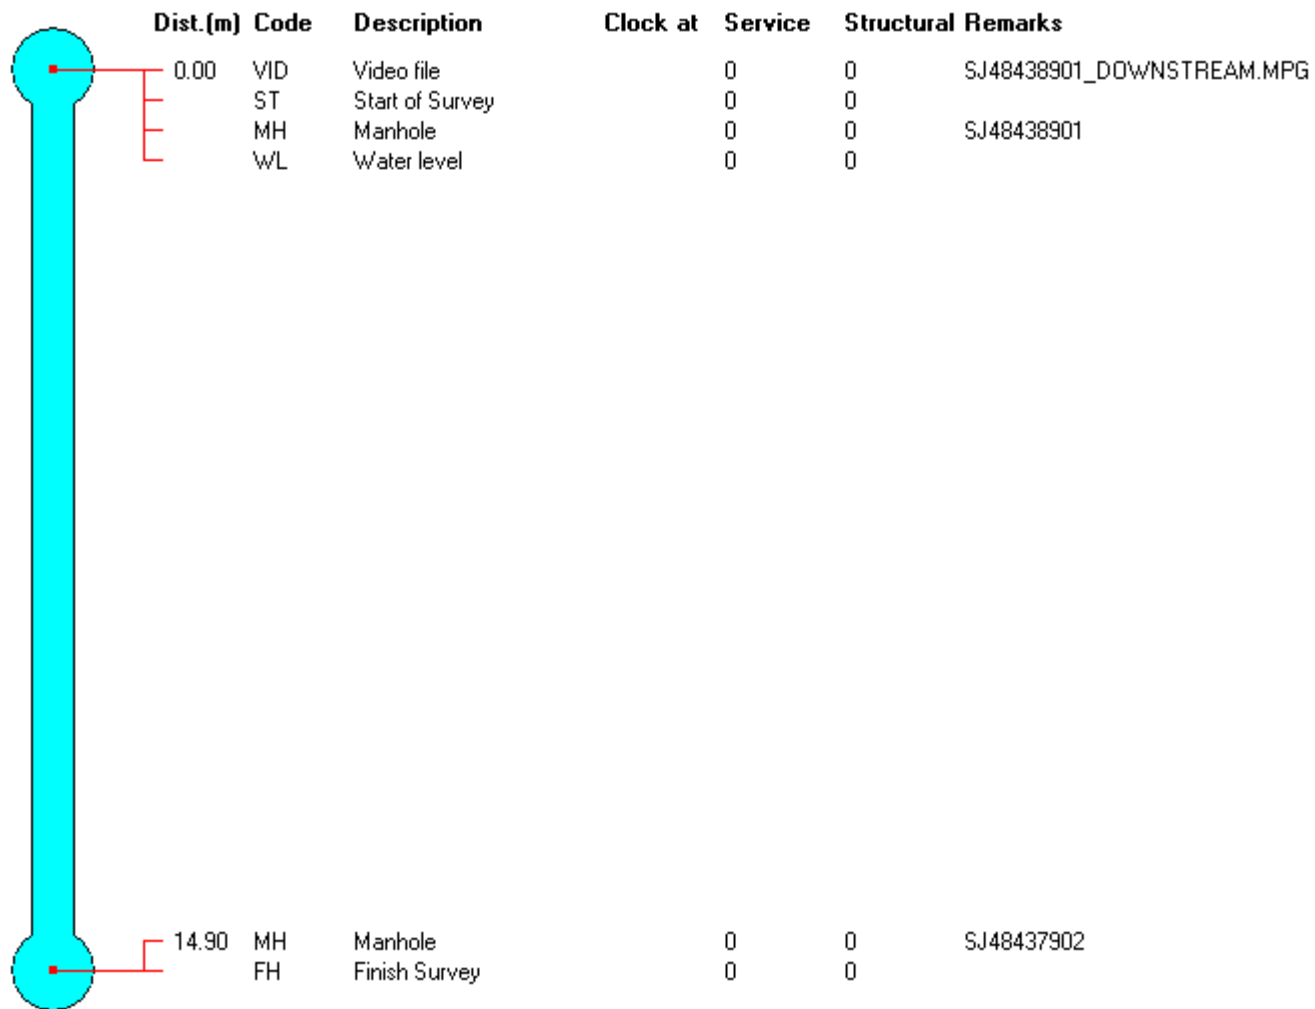 Dist.(m) Code Description Clock at Service Structural Remarks
0.00 VID Video file 0 0 SJ48438901_DOWNSTREAM.MPG
ST Start of Survey 0 0
MH Manhole 0 0 SJ48438901
WL Water level 0 0
14.90 MH Manhole 0 0 SJ48437902
FH Finish Survey 0 0